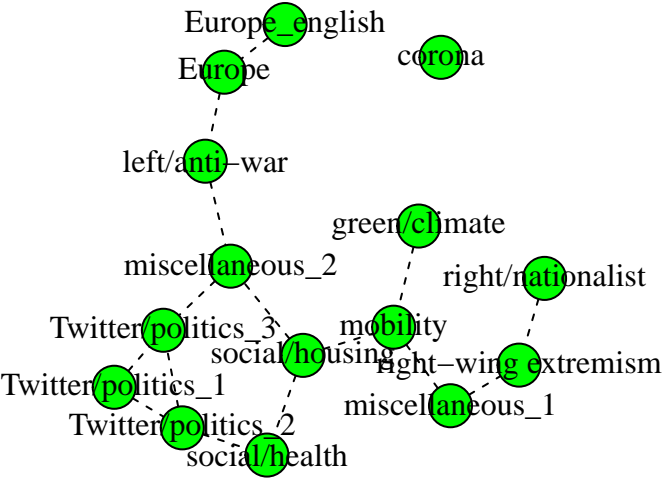 Europe_english
corona
Europe
left/anti−war
green/climate
miscellaneous_2
right/nationalist
Twitter/politics_3
mobility
social/housing
right−wing extremism
Twitter/politics_1
miscellaneous_1
Twitter/politics_2
social/health